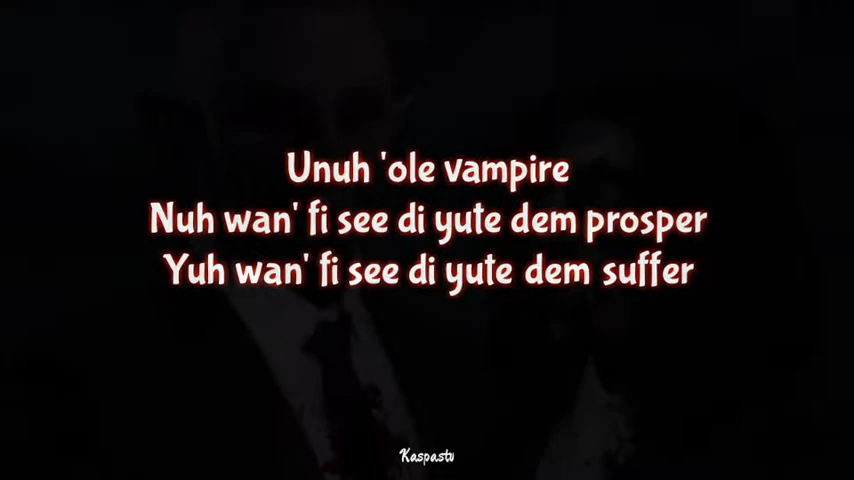 Unuh 'ole vampire
Nuh wan' fi see di yute dem prosper
Yuh wan' fi see di yute dem suffer
Kaspastv